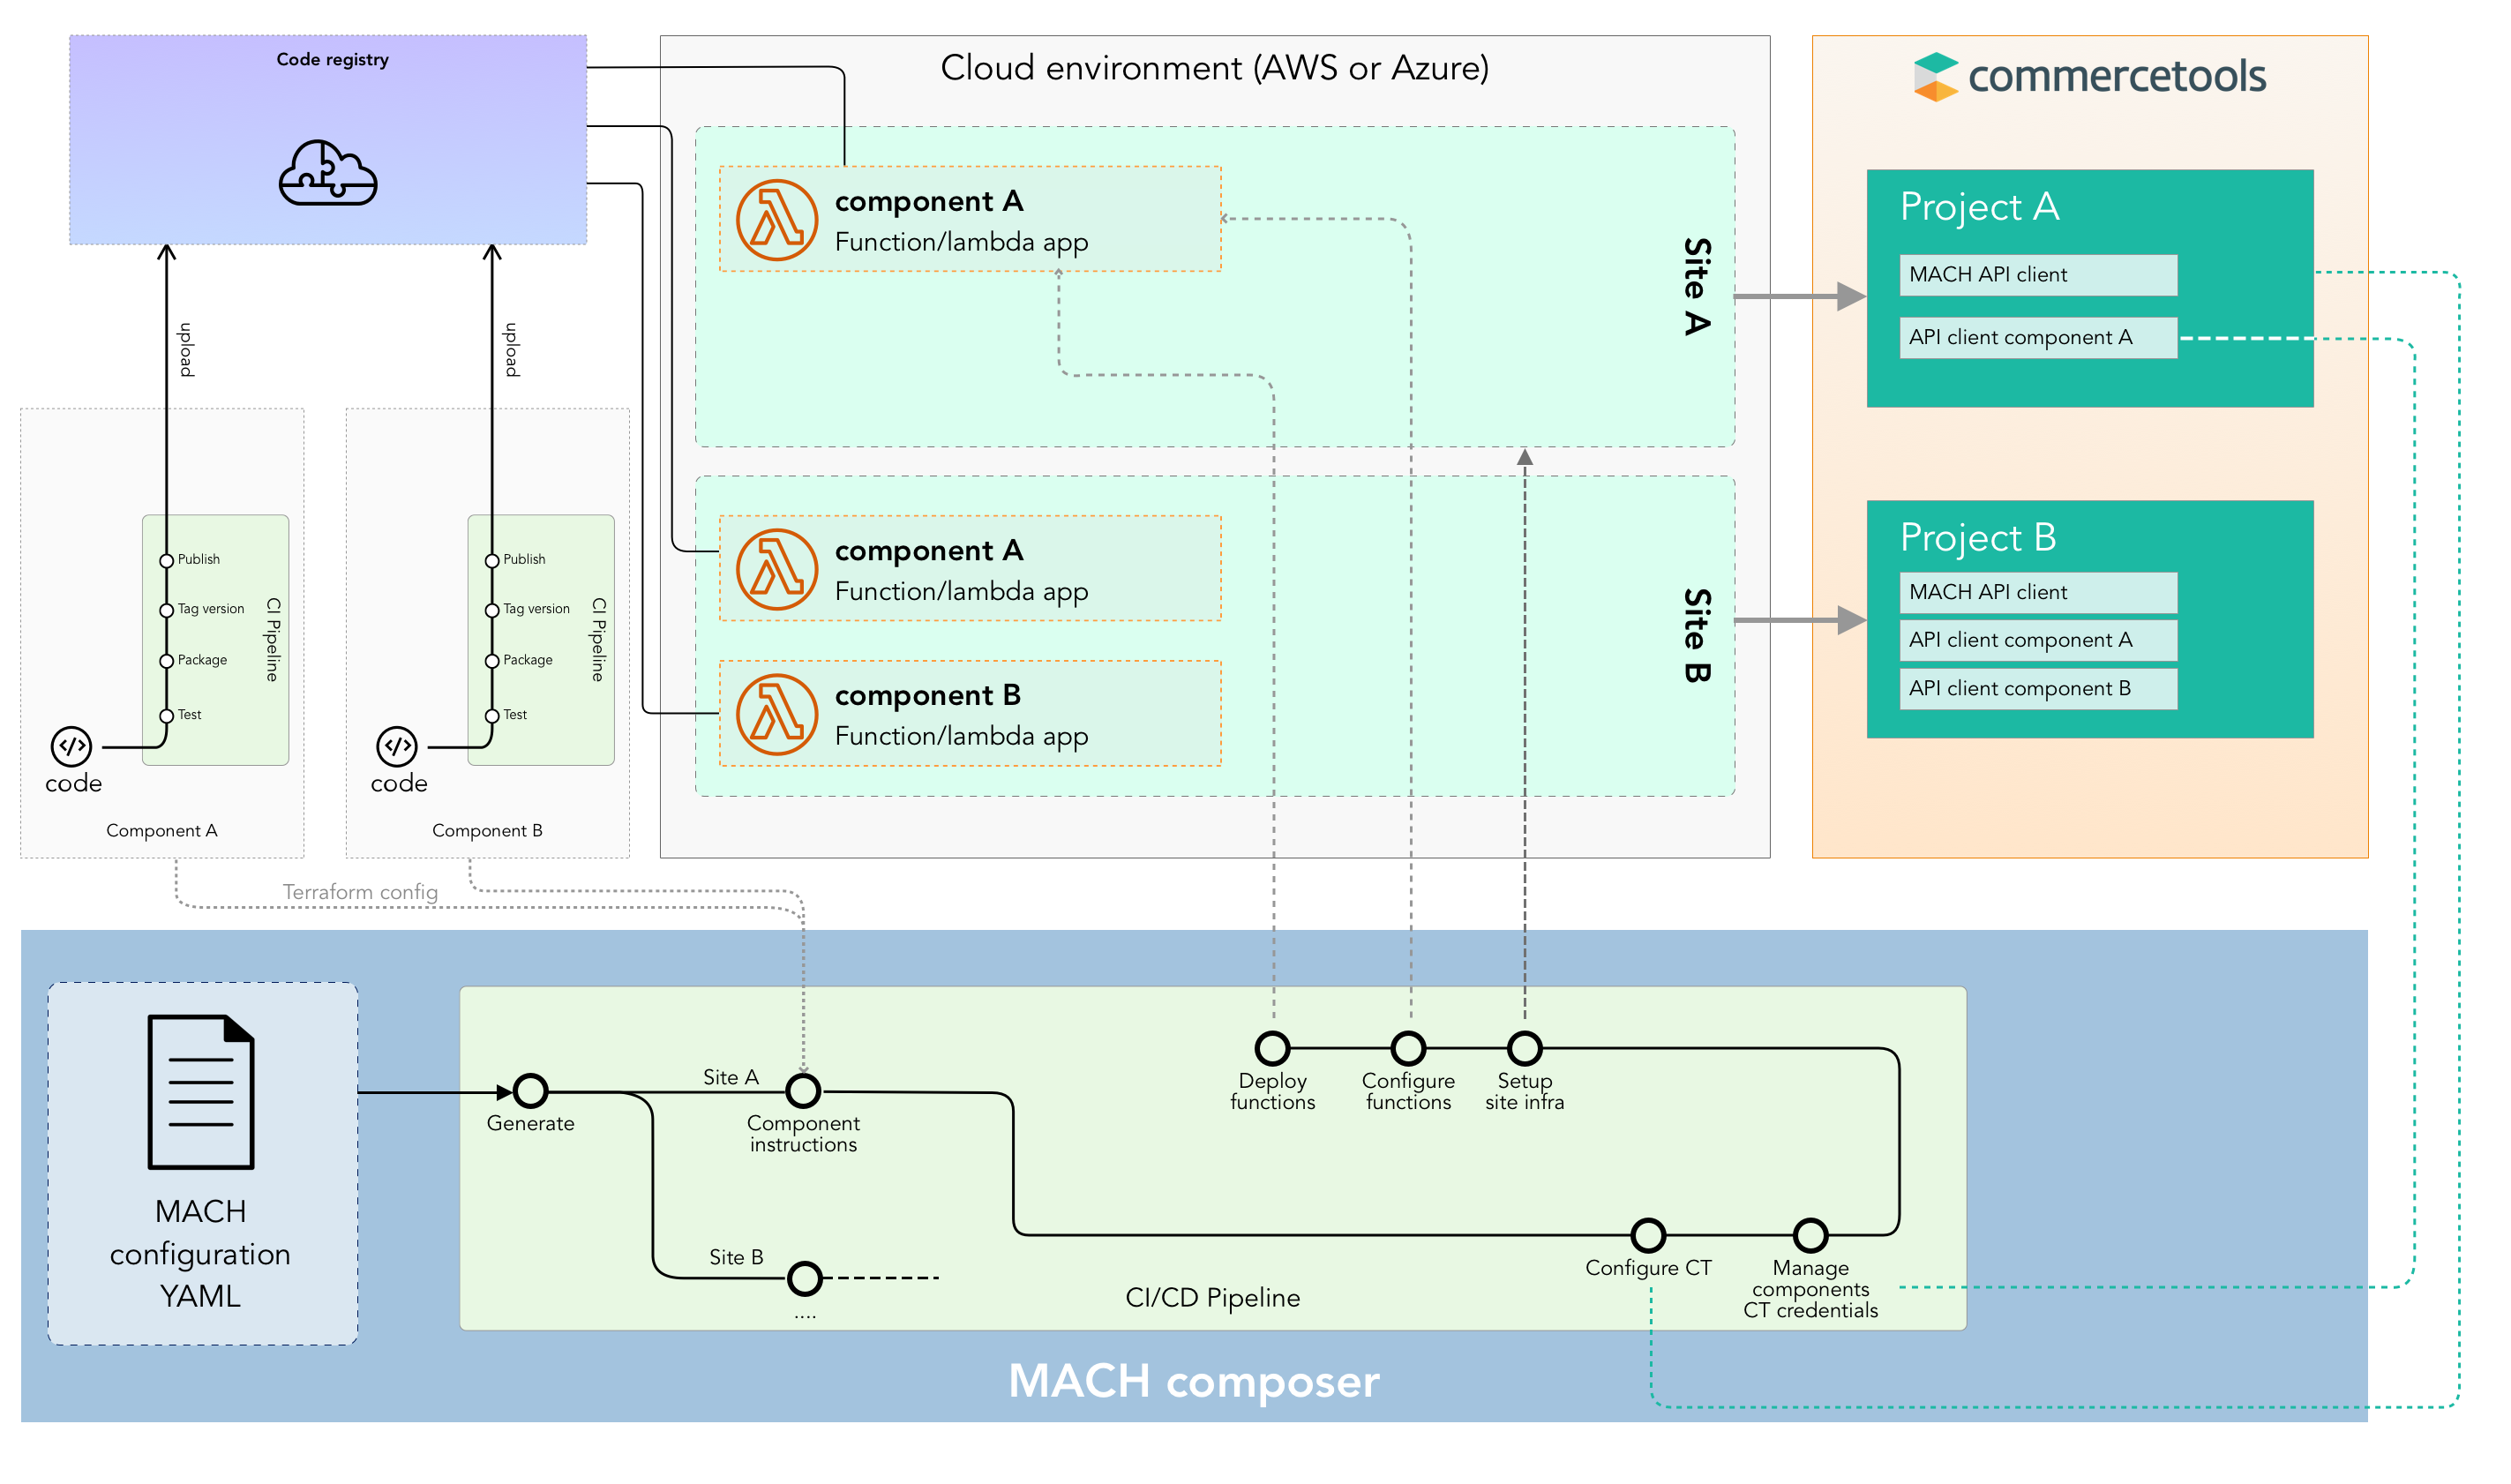 Code registry
upload
upload
Publish
Tag version
Package
Test
CI Pipeline
code
Component A
Publish
Tag version
Package
Test
CI Pipeline
code
Component B
Terraform config
Cloud environment (AWS or Azure)
component A
Function/lambda app
Site A
component A
Function/lambda app
component B
Function/lambda app
Site B
commercetools
Project A
MACH API client
API client component A
Project B
MACH API client
API client component A
API client component B
MACH
configuration
YAML
Generate
Site A
Component
instructions
Site B
....
Deploy
functions
Configure
functions
Setup
site infra
Configure CT
Manage
components
CT credentials
CI/CD Pipeline
MACH composer